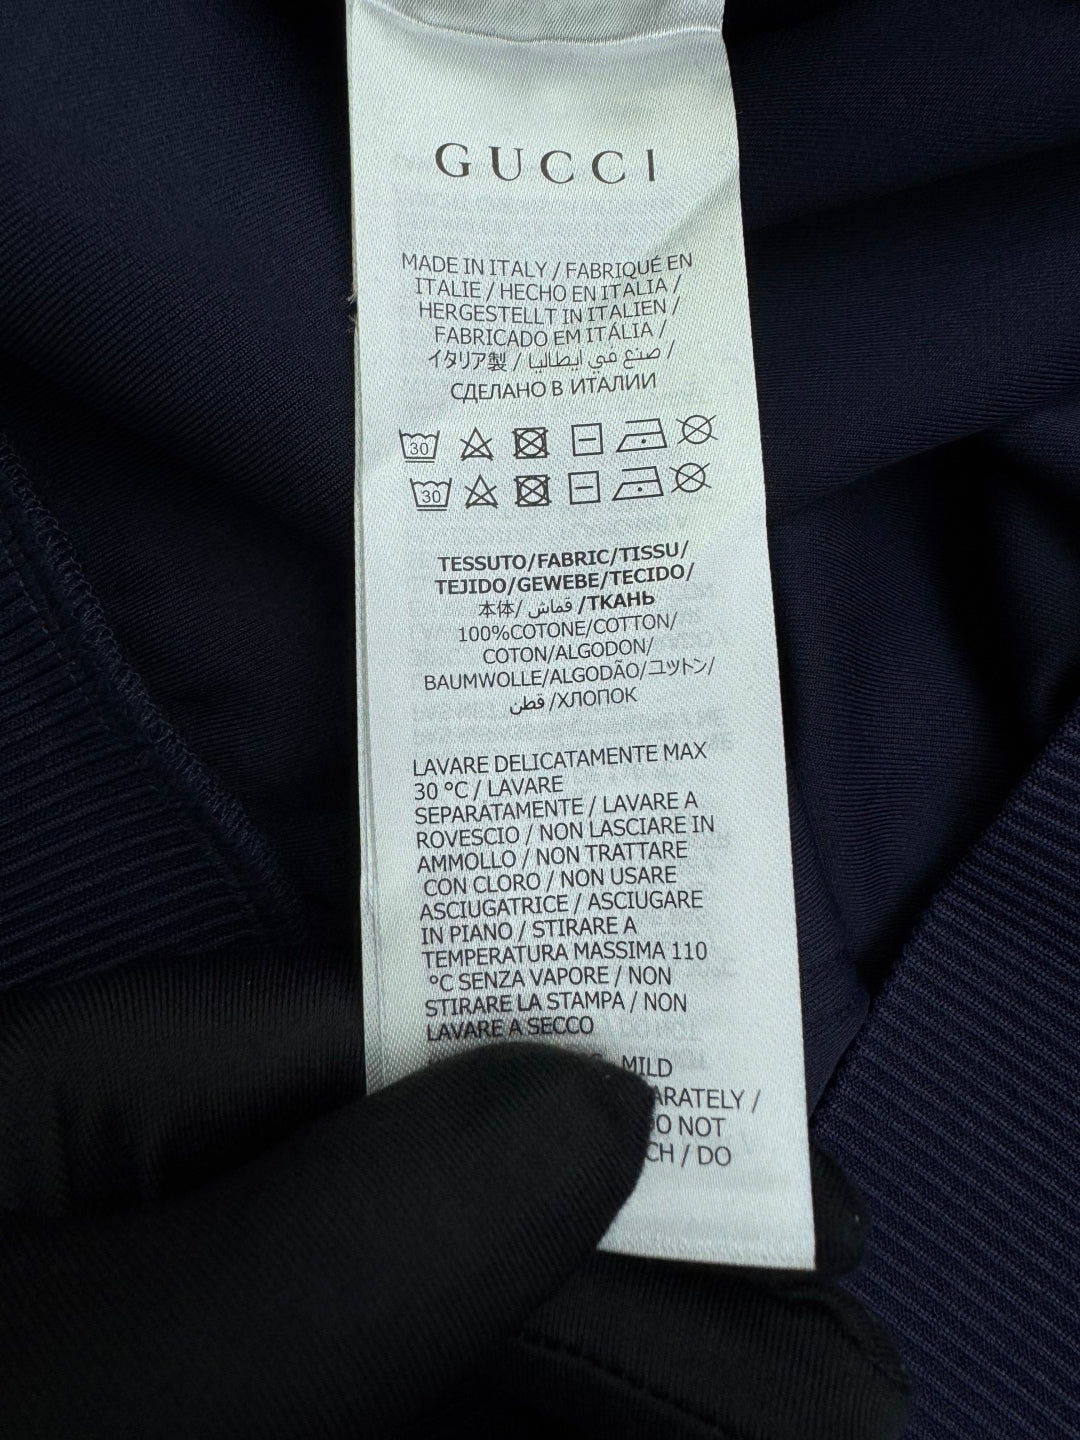 GUCCI
MADE IN ITALY / FABRIQUÉ EN
ITALIE / HECHO EN ITALIA /
HERGESTELLT IN ITALIEN /
FABRICADO EM ITÁLIA /
イタリア製 / صنع في ايطاليا /
СДЕЛАНО В ИТАЛИИ
30
30
TESSUTO/FABRIC/TISSU/
TEJIDO/GEWEBE/TECIDO/
本体/ قماش /ТКАНЬ
100%COTONE/COTTON/
COTON/ALGODON/
BAUMWOLLE/ALGODÃO/コットン/
قطن /ХЛОПОК
LAVARE DELICATAMENTE MAX
30 °C / LAVARE
SEPARATAMENTE / LAVARE A
ROVESCIO / NON LASCIARE IN
AMMOLLO / NON TRATTARE
CON CLORO / NON USARE
ASCIUGATRICE / ASCIUGARE
IN PIANO / STIRARE A
TEMPERATURA MASSIMA 110
°C SENZA VAPORE / NON
STIRARE LA STAMPA / NON
LAVARE A SECCO
MILD
ARATELY /
DO NOT
CH / DO